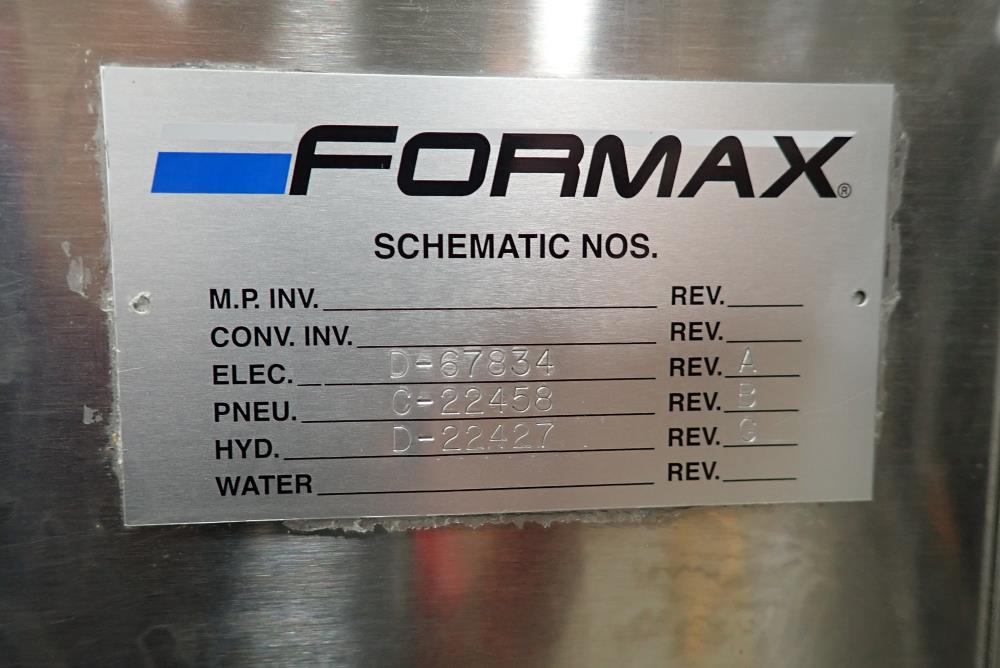 FORMAX®
SCHEMATIC NOS.
M.P. INV. REV.
CONV. INV. REV.
ELEC. D-67834 REV. A
PNEU. C-22458 REV. B
HYD. D-22427 REV. G
WATER REV.